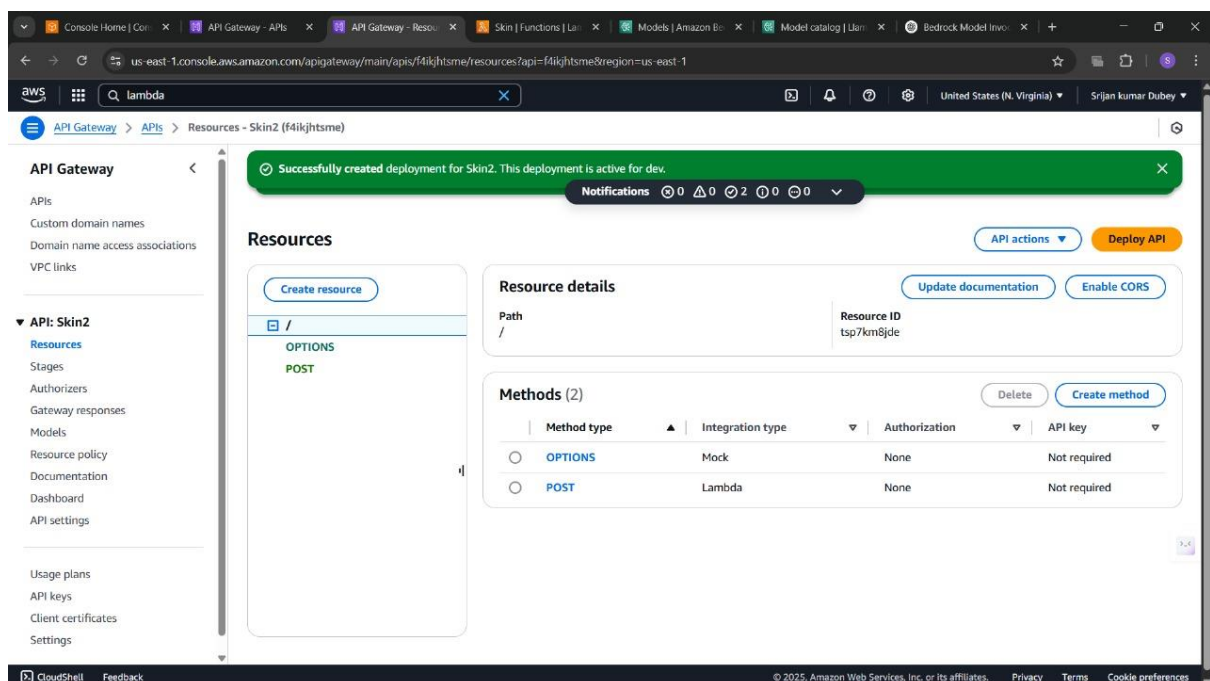 Console Home | Con
API Gateway - APIs
API Gateway - Resou
Skin | Functions | Lam
Models | Amazon Be
Model catalog | Llam
Bedrock Model Invo
us-east-1.console.aws.amazon.com/apigateway/main/apis/f4ikjhtsme/resources?api=f4ikjhtsme&region=us-east-1
S
aws
lambda
United States (N. Virginia)
Srijan kumar Dubey
API Gateway > APIs > Resources - Skin2 (f4ikjhtsme)
API Gateway
APIs
Custom domain names
Domain name access associations
VPC links
API: Skin2
Resources
Stages
Authorizers
Gateway responses
Models
Resource policy
Documentation
Dashboard
API settings
Usage plans
API keys
Client certificates
Settings
Successfully created deployment for Skin2. This deployment is active for dev.
Notifications 0 0 2 0 0
Resources
API actions
Deploy API
Create resource
/
OPTIONS
POST
Resource details
Update documentation
Enable CORS
Path
/
Resource ID
tsp7km8jde
Methods (2)
Delete
Create method
Method type Integration type Authorization API key
OPTIONS Mock None Not required
POST Lambda None Not required
CloudShell Feedback
© 2025, Amazon Web Services, Inc. or its affiliates. Privacy Terms Cookie preferences